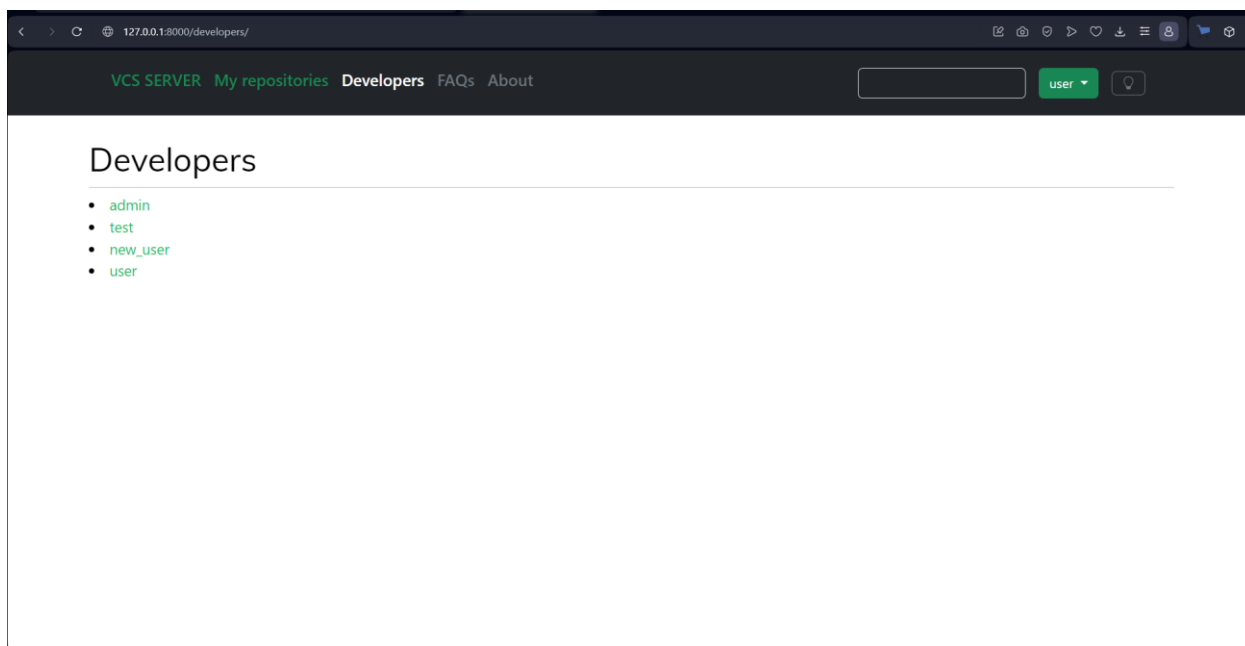 127.0.0.1:8000/developers/
VCS SERVER My repositories Developers FAQs About
user
Developers
admin
test
new_user
user